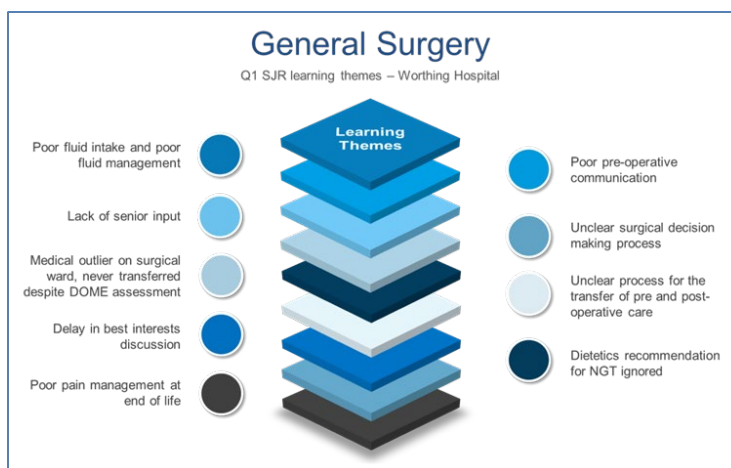 General Surgery
Q1 SJR learning themes – Worthing Hospital
Learning
Themes
Poor fluid intake and poor
fluid management
Lack of senior input
Medical outlier on surgical
ward, never transferred
despite DOME assessment
Delay in best interests
discussion
Poor pain management at
end of life
Poor pre-operative
communication
Unclear surgical decision
making process
Unclear process for the
transfer of pre and post-
operative care
Dietetics recommendation
for NGT ignored